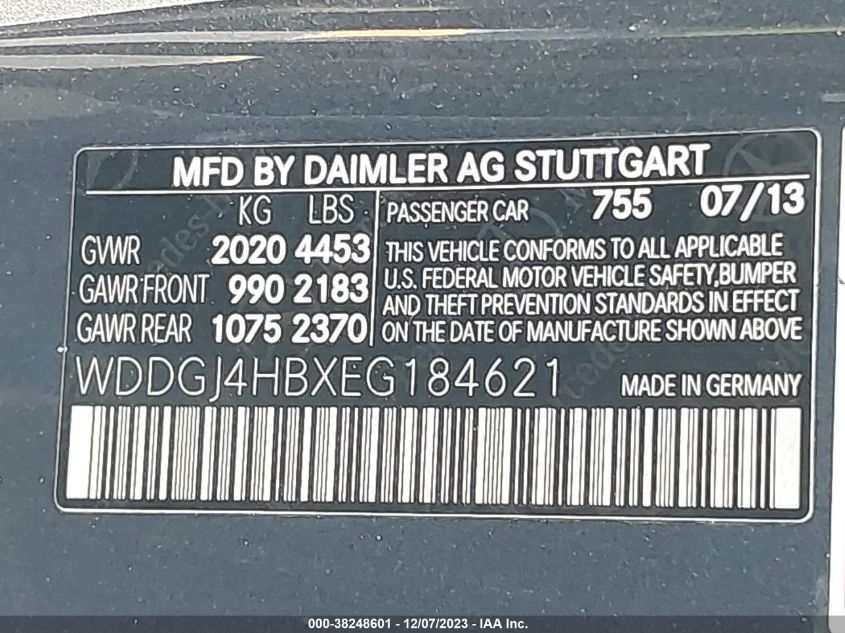 MFD BY DAIMLER AG STUTTGART
KG LBS
GVWR 2020 4453
GAWR FRONT 990 2183
GAWR REAR 1075 2370
PASSENGER CAR 755 07/13
THIS VEHICLE CONFORMS TO ALL APPLICABLE
U.S. FEDERAL MOTOR VEHICLE SAFETY,BUMPER
AND THEFT PREVENTION STANDARDS IN EFFECT
ON THE DATE OF MANUFACTURE SHOWN ABOVE
WDDGJ4HBXEG184621 MADE IN GERMANY
000-38248601 - 12/07/2023 - IAA Inc.